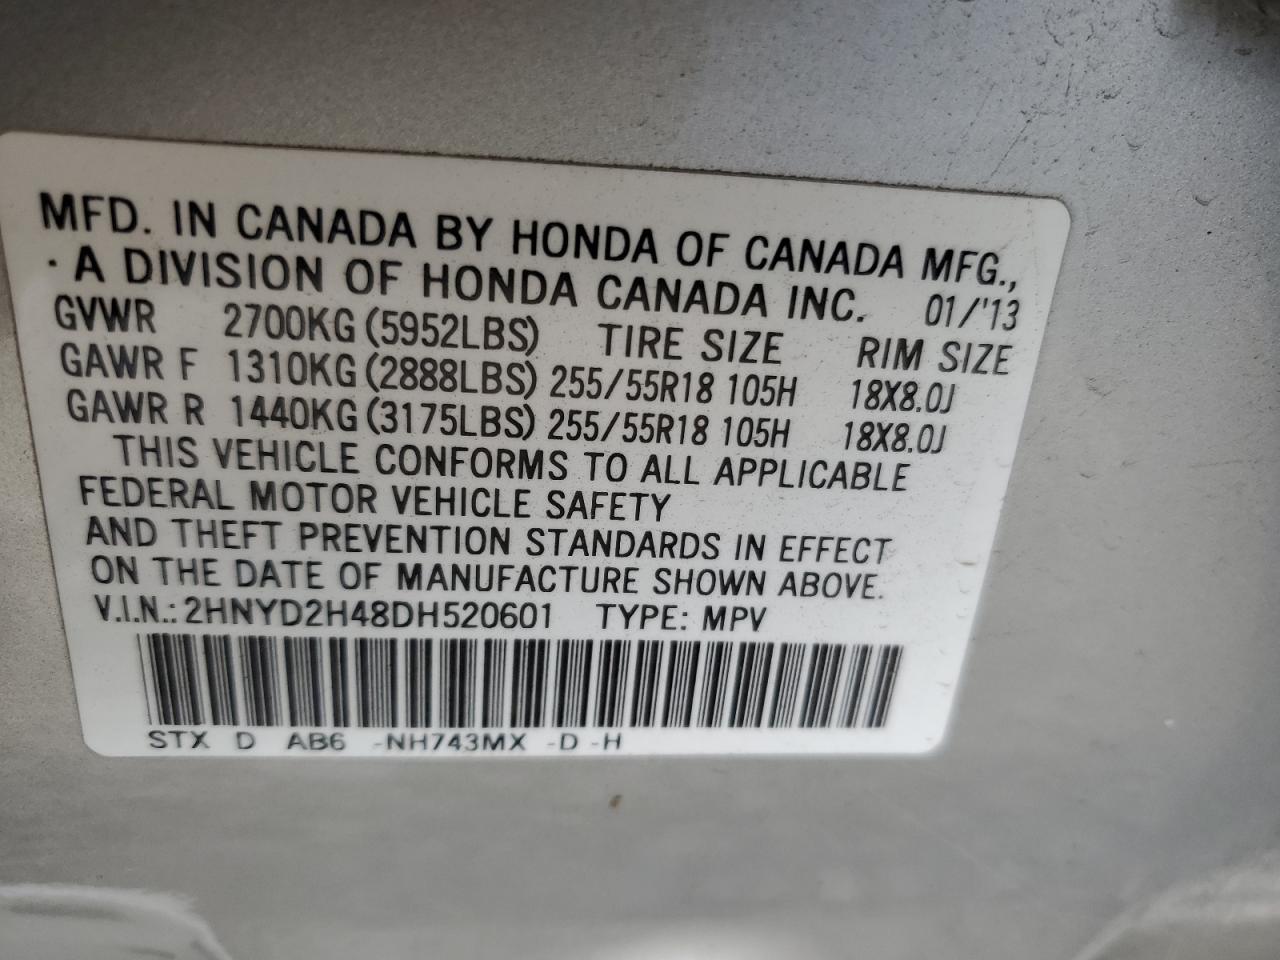 MFD. IN CANADA BY HONDA OF CANADA MFG.,
· A DIVISION OF HONDA CANADA INC. 01/'13
GVWR 2700KG (5952LBS) TIRE SIZE RIM SIZE
GAWR F 1310KG (2888LBS) 255/55R18 105H 18X8.0J
GAWR R 1440KG (3175LBS) 255/55R18 105H 18X8.0J
THIS VEHICLE CONFORMS TO ALL APPLICABLE
FEDERAL MOTOR VEHICLE SAFETY
AND THEFT PREVENTION STANDARDS IN EFFECT
ON THE DATE OF MANUFACTURE SHOWN ABOVE.
V.I.N.: 2HNYD2H48DH520601 TYPE: MPV
STX D AB6 -NH743MX -D -H